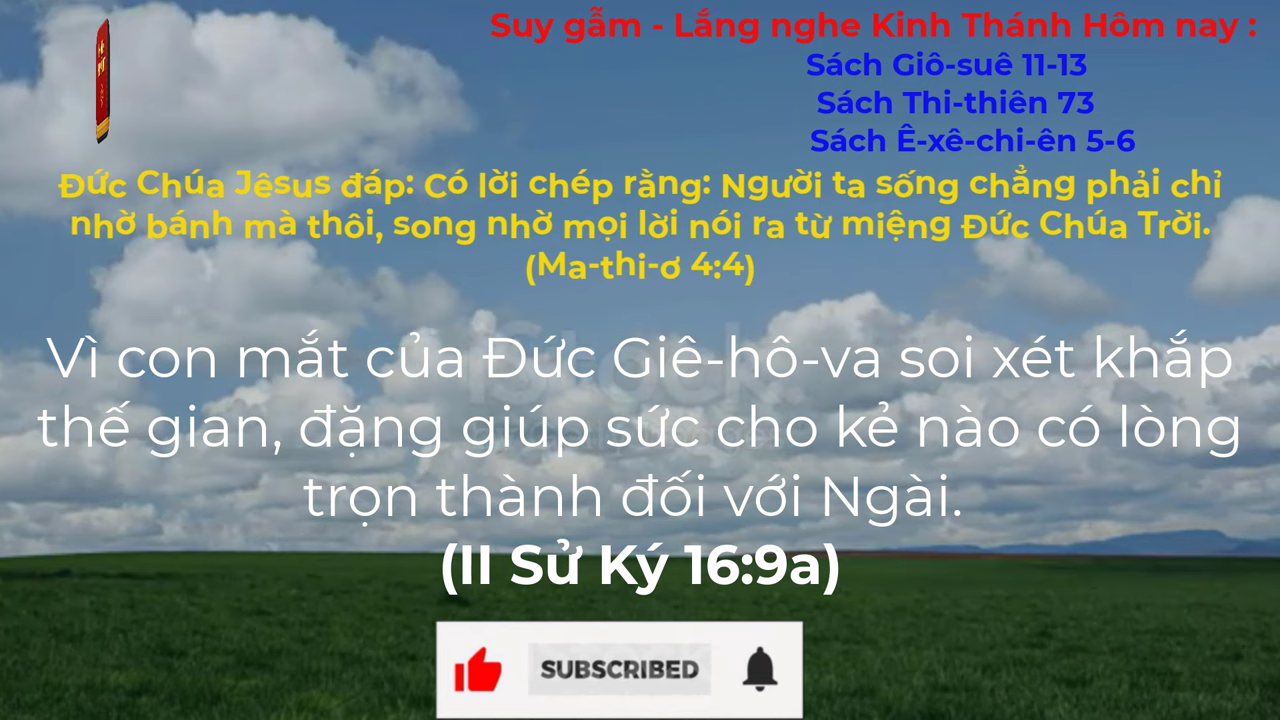 Suy gẫm - Lắng nghe Kinh Thánh Hôm nay :
Sách Giô-suê 11-13
Sách Thi-thiên 73
Sách Ê-xê-chi-ên 5-6
Đức Chúa Jêsus đáp: Có lời chép rằng: Người ta sống chẳng phải chỉ
nhờ bánh mà thôi, song nhờ mọi lời nói ra từ miệng Đức Chúa Trời.
(Ma-thi-ơ 4:4)
Vì con mắt của Đức Giê-hô-va soi xét khắp
thế gian, đặng giúp sức cho kẻ nào có lòng
trọn thành đối với Ngài.
(II Sử Ký 16:9a)
SUBSCRIBED